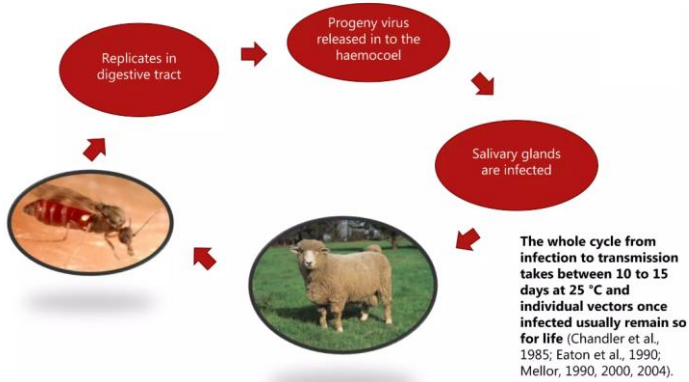 Replicates in
digestive tract
Progeny virus
released in to the
haemocoel
Salivary glands
are infected
The whole cycle from
infection to transmission
takes between 10 to 15
days at 25 °C and
individual vectors once
infected usually remain so
for life (Chandler et al.,
1985; Eaton et al., 1990;
Mellor, 1990, 2000, 2004).